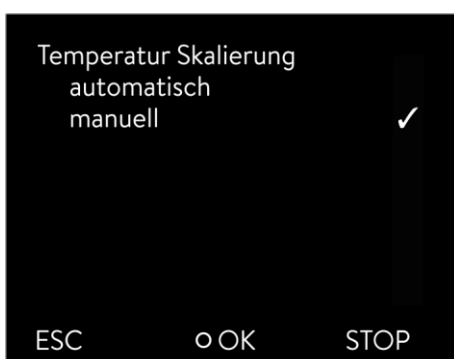 Temperatur Skalierung
automatisch
manuell ✓
ESC O OK STOP